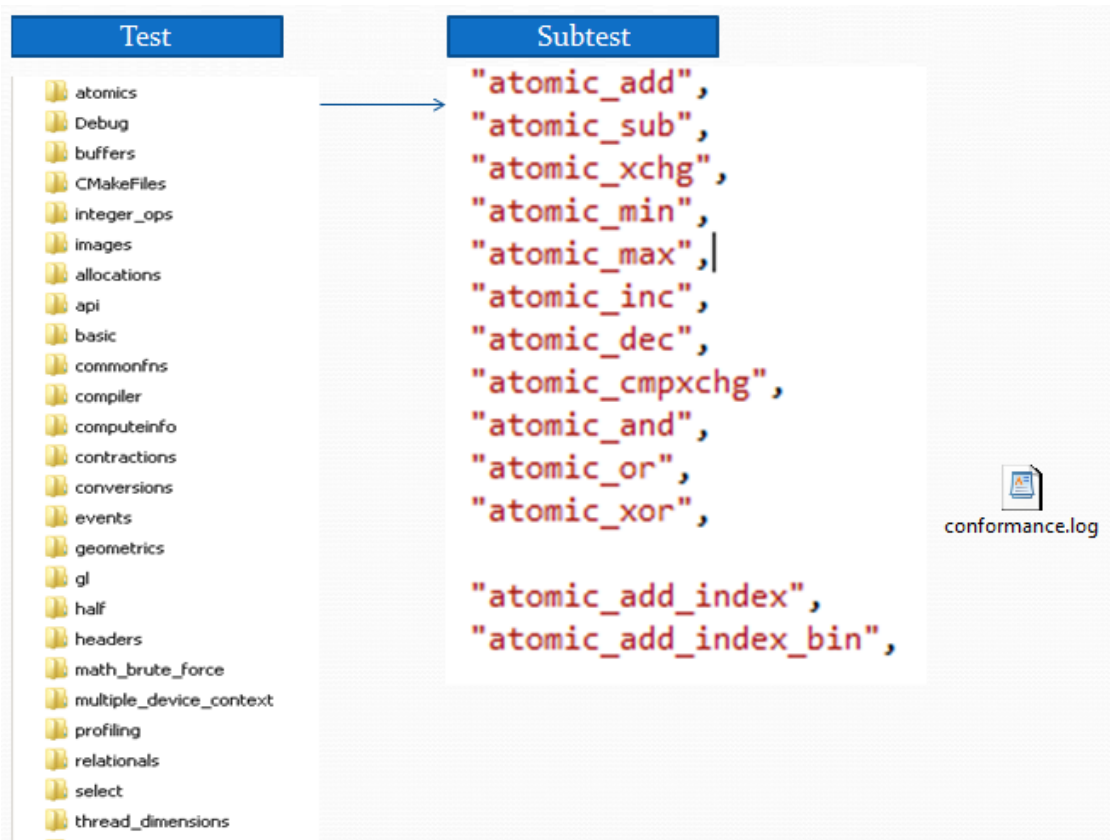 Test
atomics
Debug
buffers
CMakeFiles
integer_ops
images
allocations
api
basic
commonfns
compiler
computeinfo
contractions
conversions
events
geometrics
gl
half
headers
math_brute_force
multiple_device_context
profiling
relationals
select
thread_dimensions
Subtest
"atomic_add",
"atomic_sub",
"atomic_xchg",
"atomic_min",
"atomic_max",
"atomic_inc",
"atomic_dec",
"atomic_cmpxchg",
"atomic_and",
"atomic_or",
"atomic_xor",
"atomic_add_index",
"atomic_add_index_bin",
conformance.log